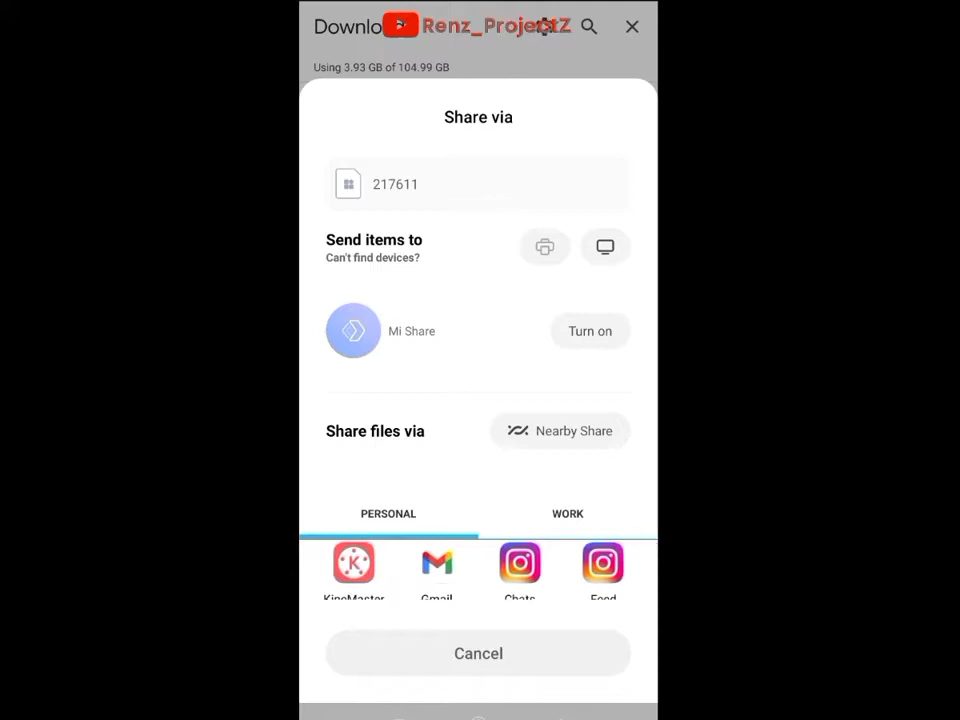 Downlo
Renz_ProjectZ
Using 3.93 GB of 104.99 GB
Share via
217611
Send items to
Can't find devices?
Mi Share
Turn on
Share files via
Nearby Share
PERSONAL
WORK
KineMaster
Gmail
Chats
Feed
Cancel